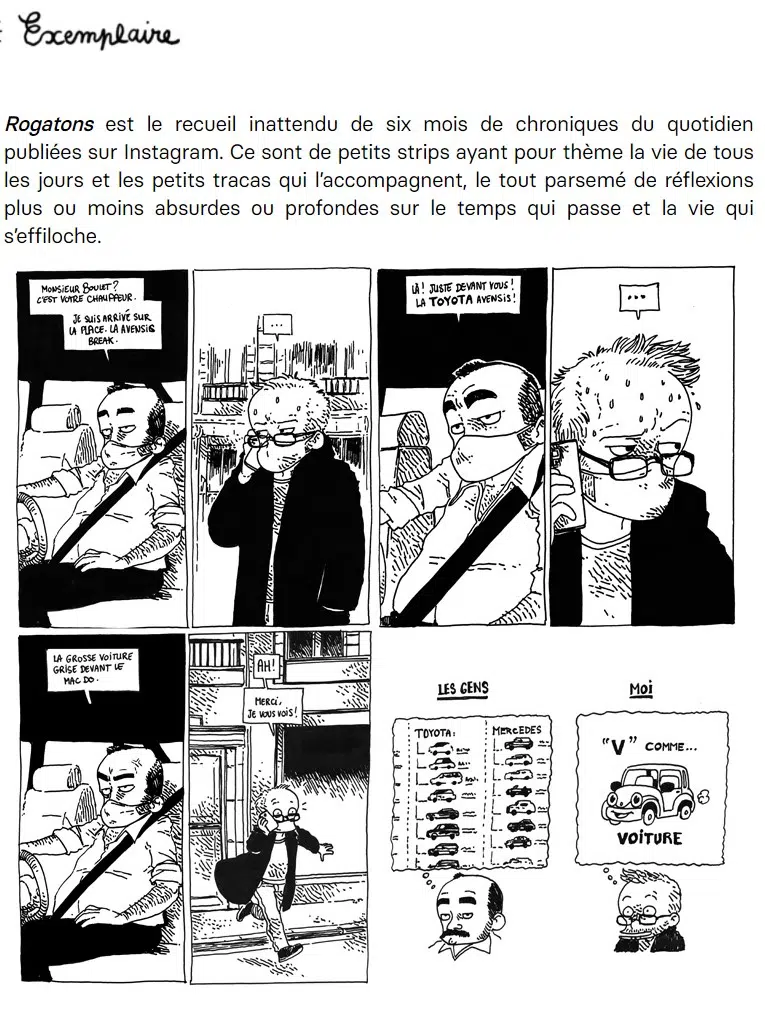 Exemplaire
Rogatons est le recueil inattendu de six mois de chroniques du quotidien
publiées sur Instagram. Ce sont de petits strips ayant pour thème la vie de tous
les jours et les petits tracas qui l'accompagnent, le tout parsemé de réflexions
plus ou moins absurdes ou profondes sur le temps qui passe et la vie qui
s'effiloche.
MONSIEUR BOULET ?
C'EST VOTRE CHAUFFEUR.
JE SUIS ARRIVÉ SUR
LA PLACE. LA AVENSIS
BREAK.
...
LÀ ! JUSTE DEVANT VOUS !
LA TOYOTA AVENSIS !
...
LA GROSSE VOITURE
GRISE DEVANT LE
MAC DO.
AH !
MERCI,
JE VOUS VOIS !
LES GENS
TOYOTA :
MERCEDES
MOI
"V" COMME...
VOITURE